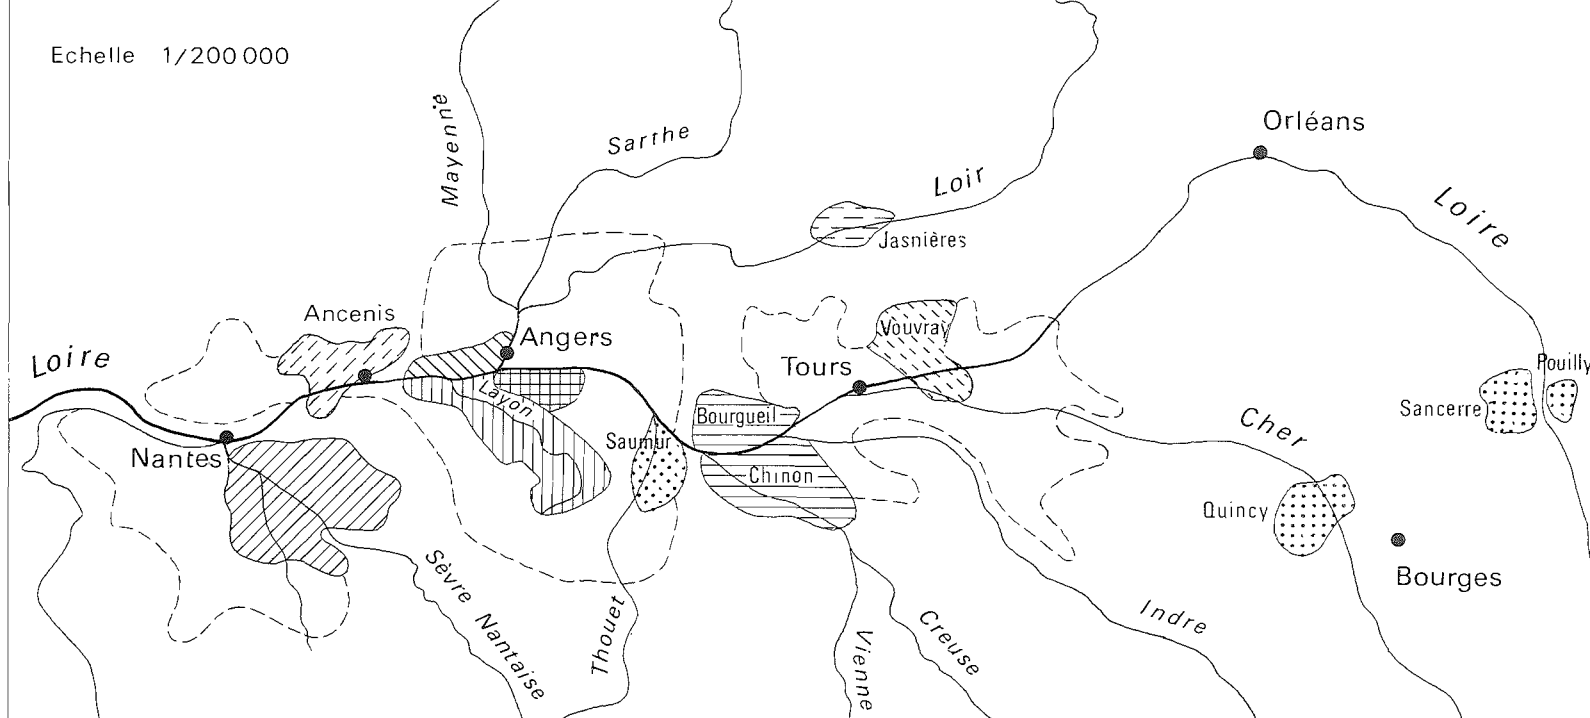 Echelle 1/200 000
Mayenne
Sarthe
Loir
Orléans
Loire
Jasnières
Ancenis
Angers
Vouvray
Loire
Tours
Pouilly
Layon
Bourgueil
Sancerre
Cher
Saumur
Nantes
Chinon
Quincy
Bourges
Sèvre Nantaise
Thouet
Vienne
Creuse
Indre